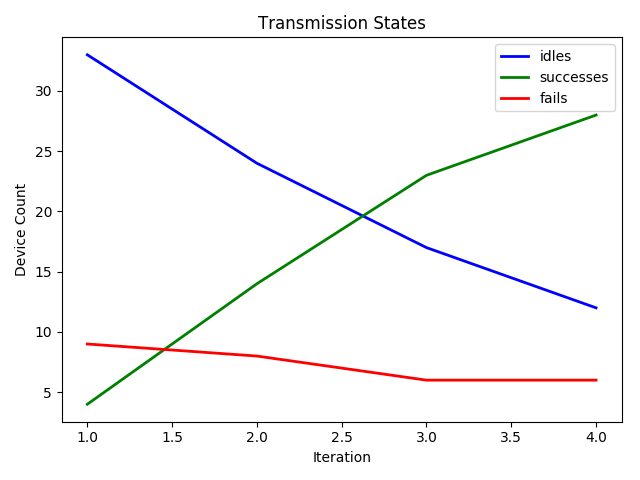 Transmission States
idles
successes
fails
Device Count
30
25
20
15
10
5
1.0 1.5 2.0 2.5 3.0 3.5 4.0
Iteration